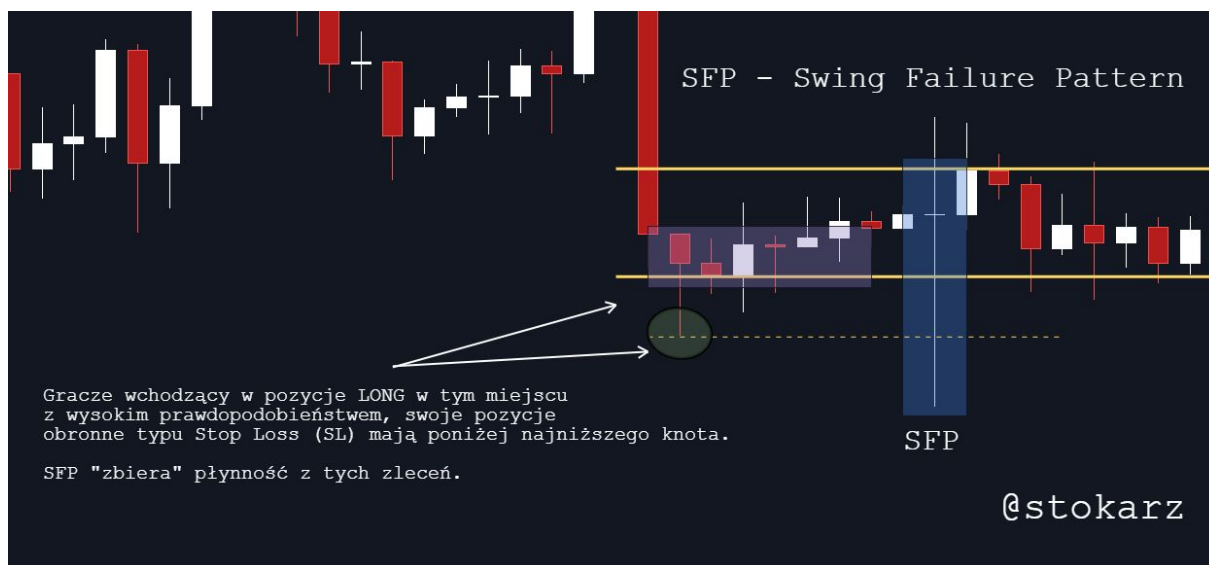 SFP - Swing Failure Pattern
Gracze wchodzący w pozycje LONG w tym miejscu
z wysokim prawdopodobieństwem, swoje pozycje
obronne typu Stop Loss (SL) mają poniżej najniższego knota.
SFP "zbiera" płynność z tych zleceń.
SFP
@stokarz